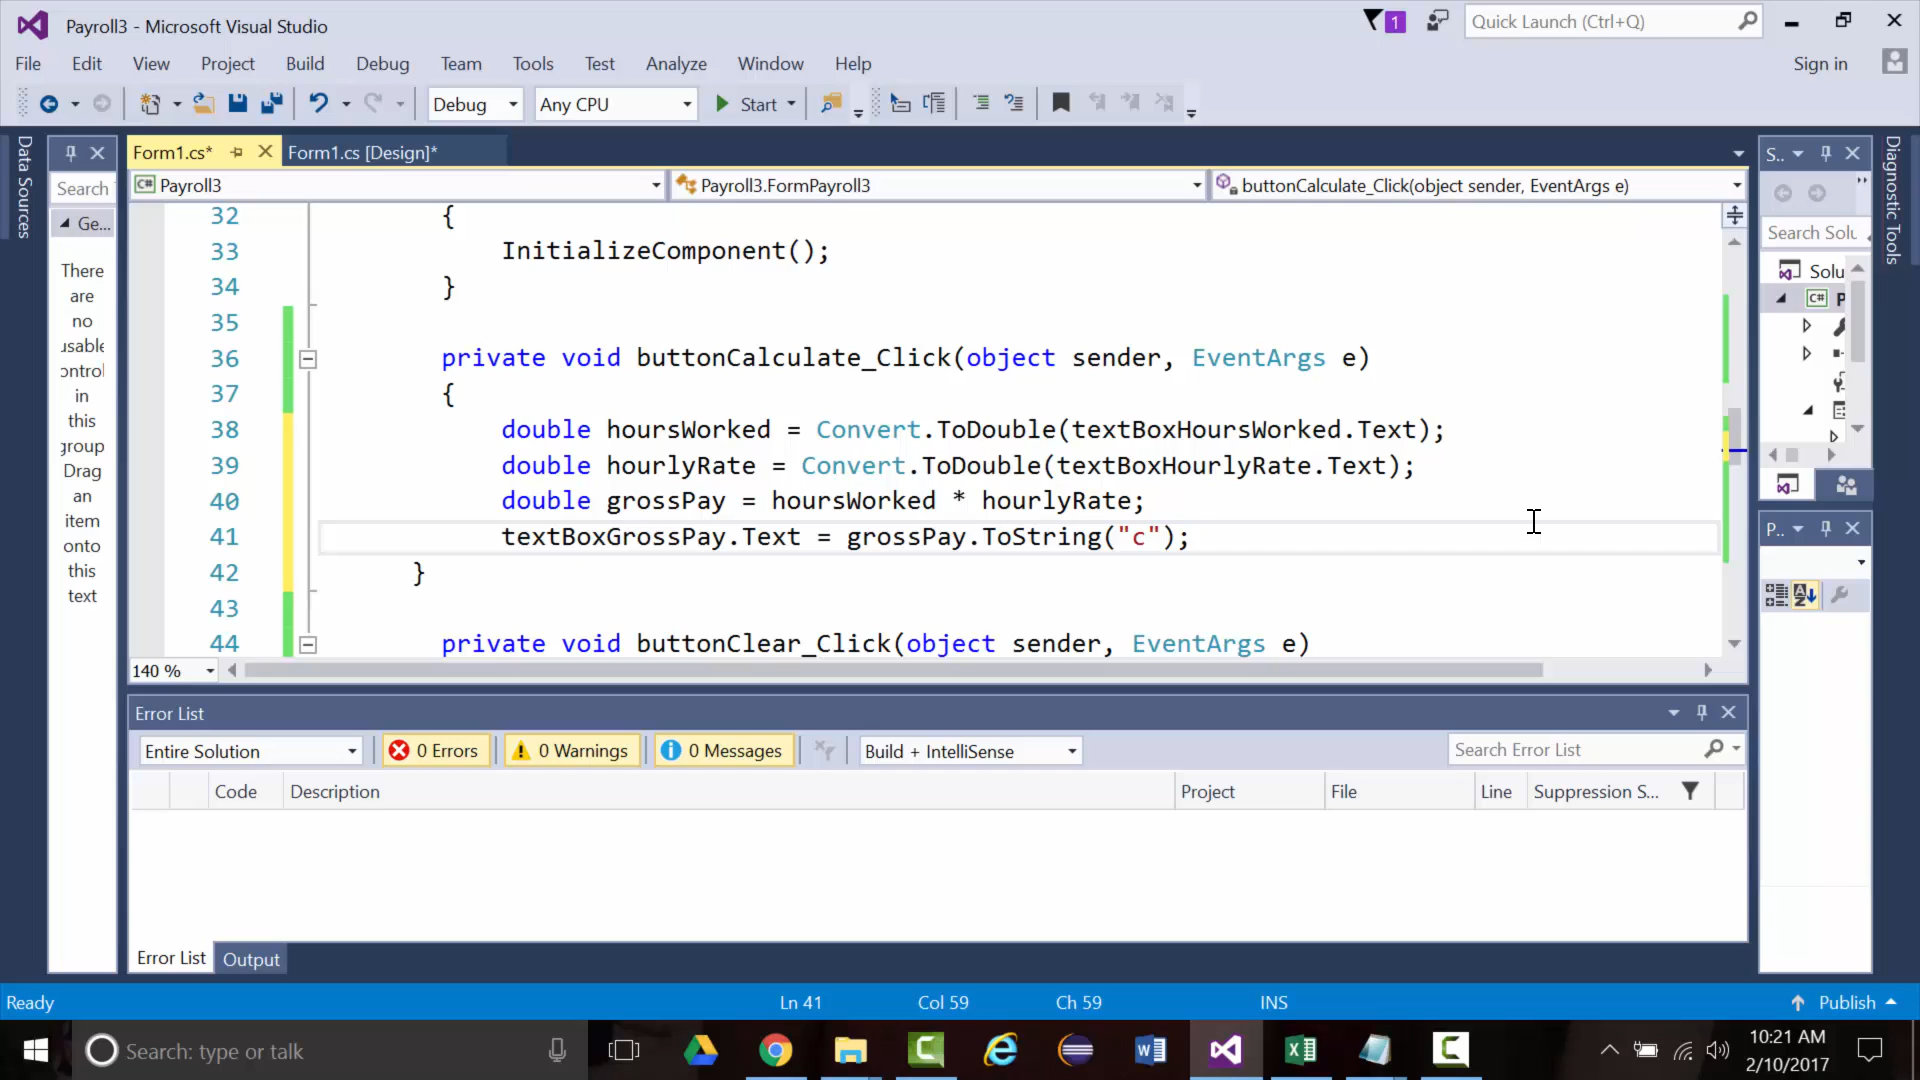 Payroll3 - Microsoft Visual Studio
1
Quick Launch (Ctrl+Q)
File Edit View Project Build Debug Team Tools Test Analyze Window Help
Sign in
Debug
Any CPU
Start
Data Sources
Form1.cs*
Form1.cs [Design]*
S..
Diagnostic Tools
Search
Payroll3
Payroll3.FormPayroll3
buttonCalculate_Click(object sender, EventArgs e)
Ge...
There
are
no
usable
in
this
group.
Drag
an
item
onto
this
text
32 {
33 InitializeComponent();
34 }
35
36 private void buttonCalculate_Click(object sender, EventArgs e)
37 {
38 double hoursWorked = Convert.ToDouble(textBoxHoursWorked.Text);
39 double hourlyRate = Convert.ToDouble(textBoxHourlyRate.Text);
40 double grossPay = hoursWorked * hourlyRate;
41 textBoxGrossPay.Text = grossPay.ToString("c");
42 }
43
44 private void buttonClear_Click(object sender, EventArgs e)
140 %
Search Solu
Solu
C# P
P..
Error List
Entire Solution
0 Errors
0 Warnings
0 Messages
Build + IntelliSense
Search Error List
Code Description Project File Line Suppression S...
Error List
Output
Ready
Ln 41
Col 59
Ch 59
INS
Publish
Search: type or talk
10:21 AM
2/10/2017